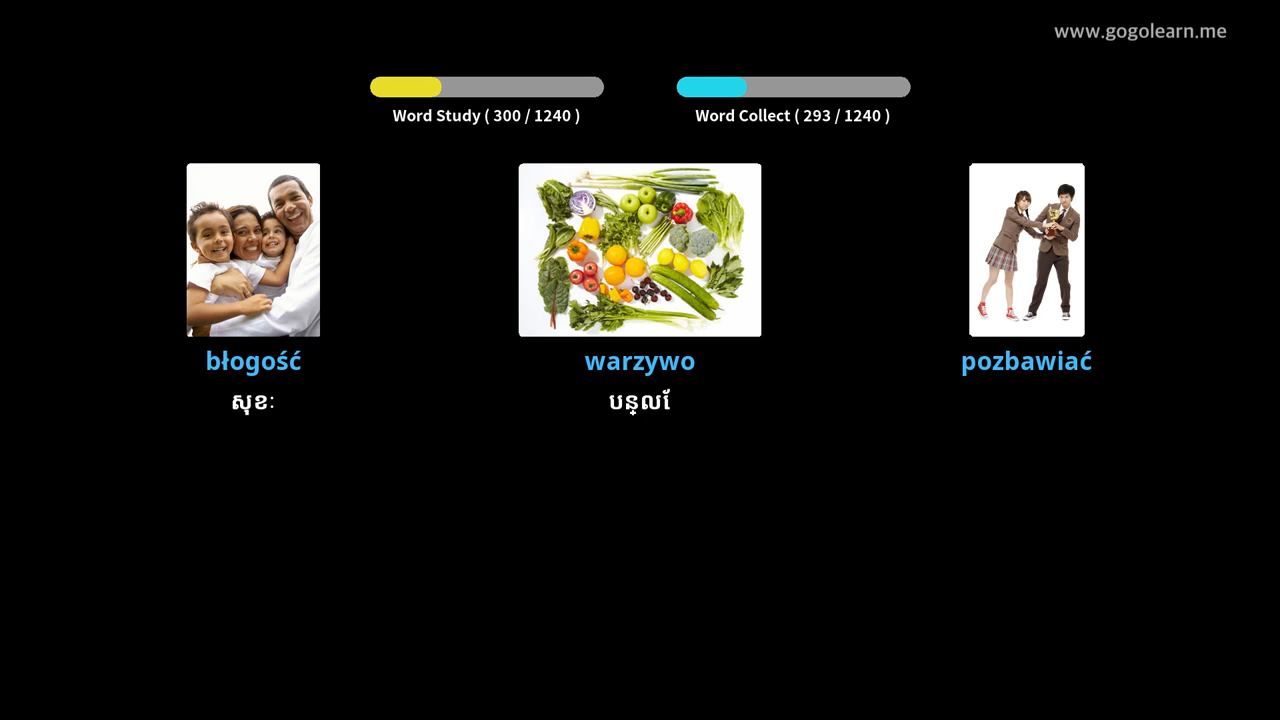 www.gogolearn.me
Word Study ( 300 / 1240 )
Word Collect ( 293 / 1240 )
błogość
warzywo
pozbawiać
សុខៈ
បន្លែ